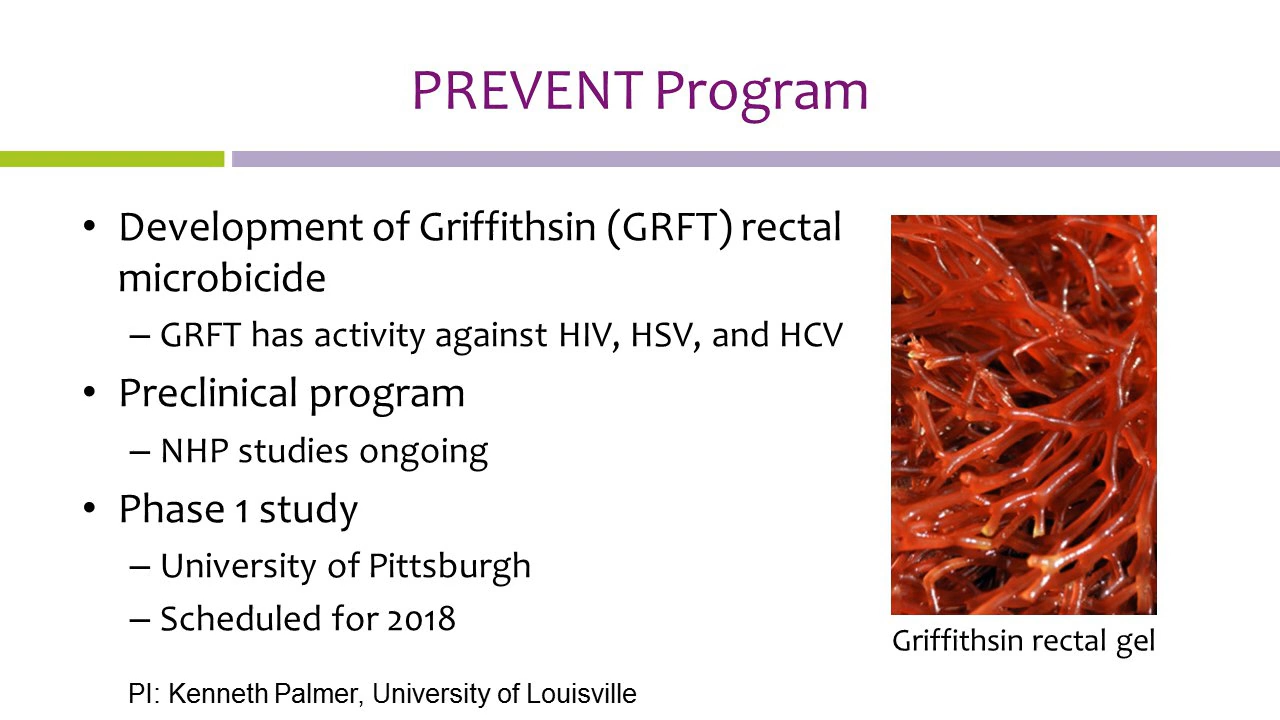 PREVENT Program
• Development of Griffithsin (GRFT) rectal
microbicide
– GRFT has activity against HIV, HSV, and HCV
• Preclinical program
– NHP studies ongoing
• Phase 1 study
– University of Pittsburgh
– Scheduled for 2018
Griffithsin rectal gel
PI: Kenneth Palmer, University of Louisville